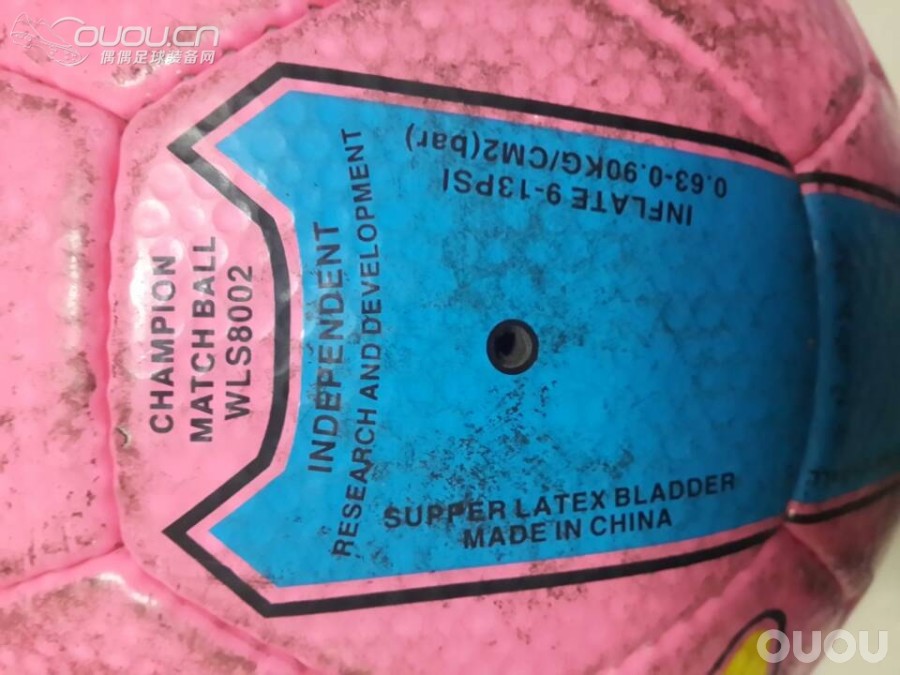 OUOU.CN
偶偶足球装备网
CHAMPION
MATCH BALL
WLS8002
INDEPENDENT
RESEARCH AND DEVELOPMENT
INFLATE 9-13PSI
0.63-0.90KG/CM2(bar)
SUPPER LATEX BLADDER
MADE IN CHINA
OUOU